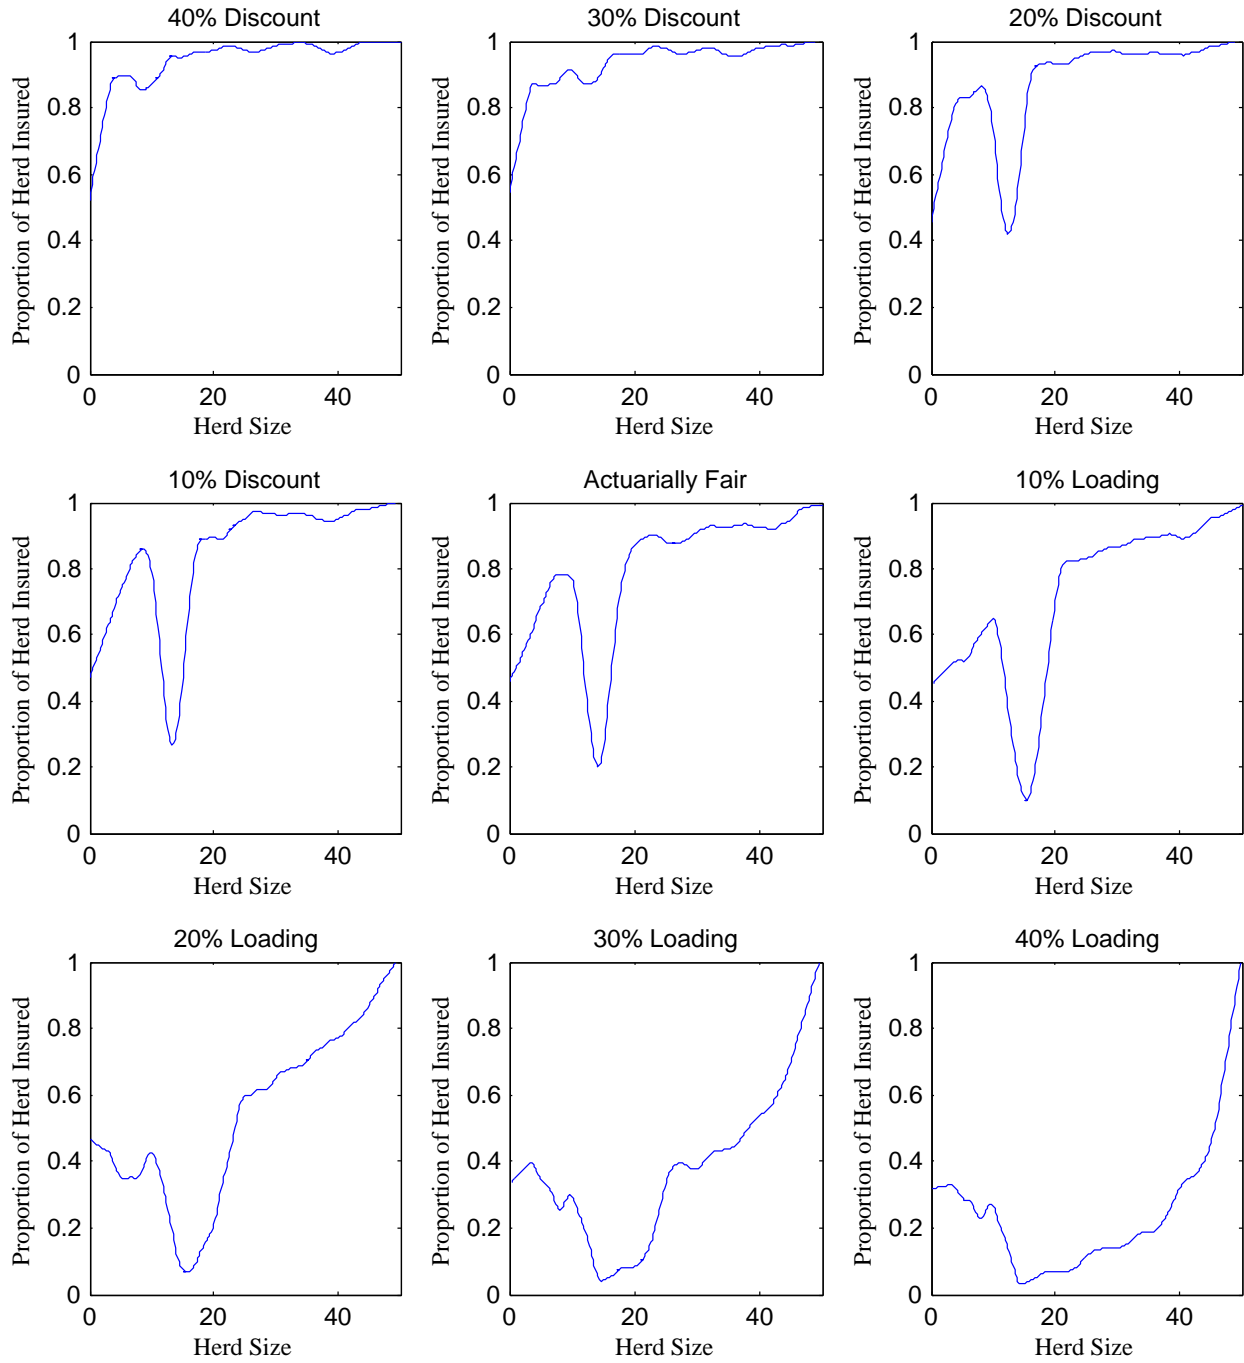 40% Discount
30% Discount
20% Discount
Proportion of Herd Insured
1
0.8
0.6
0.4
0.2
0
0 20 40
Herd Size
Proportion of Herd Insured
1
0.8
0.6
0.4
0.2
0
0 20 40
Herd Size
Proportion of Herd Insured
1
0.8
0.6
0.4
0.2
0
0 20 40
Herd Size
10% Discount
Actuarially Fair
10% Loading
Proportion of Herd Insured
1
0.8
0.6
0.4
0.2
0
0 20 40
Herd Size
Proportion of Herd Insured
1
0.8
0.6
0.4
0.2
0
0 20 40
Herd Size
Proportion of Herd Insured
1
0.8
0.6
0.4
0.2
0
0 20 40
Herd Size
20% Loading
30% Loading
40% Loading
Proportion of Herd Insured
1
0.8
0.6
0.4
0.2
0
0 20 40
Herd Size
Proportion of Herd Insured
1
0.8
0.6
0.4
0.2
0
0 20 40
Herd Size
Proportion of Herd Insured
1
0.8
0.6
0.4
0.2
0
0 20 40
Herd Size